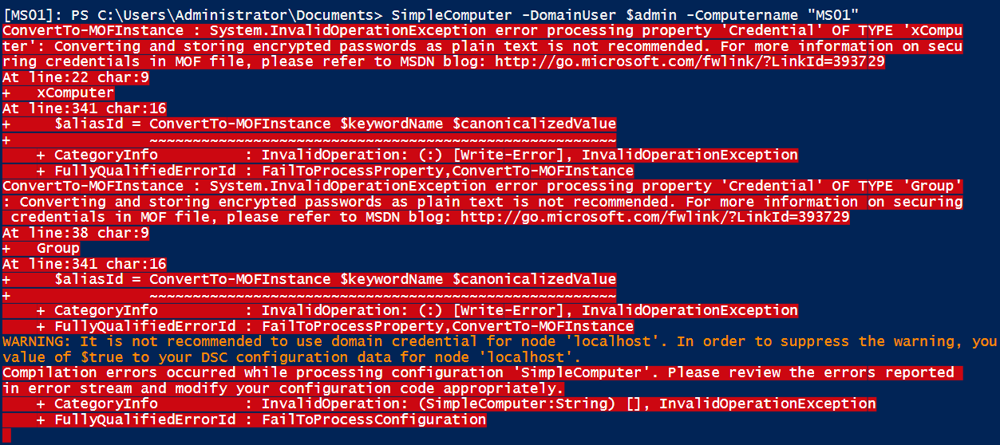 [MS01]: PS C:\Users\Administrator\Documents> SimpleComputer -DomainUser $admin -Computername "MS01"
ConvertTo-MOFInstance : System.InvalidOperationException error processing property 'Credential' OF TYPE 'xCompu
ter': Converting and storing encrypted passwords as plain text is not recommended. For more information on secu
ring credentials in MOF file, please refer to MSDN blog: http://go.microsoft.com/fwlink/?LinkId=393729
At line:22 char:9
+   xComputer
At line:341 char:16
+     $aliasId = ConvertTo-MOFInstance $keywordName $canonicalizedValue
+                ~~~~~~~~~~~~~~~~~~~~~~~~~~~~~~~~~~~~~~~~~~~~~~~~~~~~~~
    + CategoryInfo          : InvalidOperation: (:) [Write-Error], InvalidOperationException
    + FullyQualifiedErrorId : FailToProcessProperty,ConvertTo-MOFInstance
ConvertTo-MOFInstance : System.InvalidOperationException error processing property 'Credential' OF TYPE 'Group'
: Converting and storing encrypted passwords as plain text is not recommended. For more information on securing
 credentials in MOF file, please refer to MSDN blog: http://go.microsoft.com/fwlink/?LinkId=393729
At line:38 char:9
+   Group
At line:341 char:16
+     $aliasId = ConvertTo-MOFInstance $keywordName $canonicalizedValue
+                ~~~~~~~~~~~~~~~~~~~~~~~~~~~~~~~~~~~~~~~~~~~~~~~~~~~~~~
    + CategoryInfo          : InvalidOperation: (:) [Write-Error], InvalidOperationException
    + FullyQualifiedErrorId : FailToProcessProperty,ConvertTo-MOFInstance
WARNING: It is not recommended to use domain credential for node 'localhost'. In order to suppress the warning, you
value of $true to your DSC configuration data for node 'localhost'.
Compilation errors occurred while processing configuration 'SimpleComputer'. Please review the errors reported
in error stream and modify your configuration code appropriately.
    + CategoryInfo          : InvalidOperation: (SimpleComputer:String) [], InvalidOperationException
    + FullyQualifiedErrorId : FailToProcessConfiguration